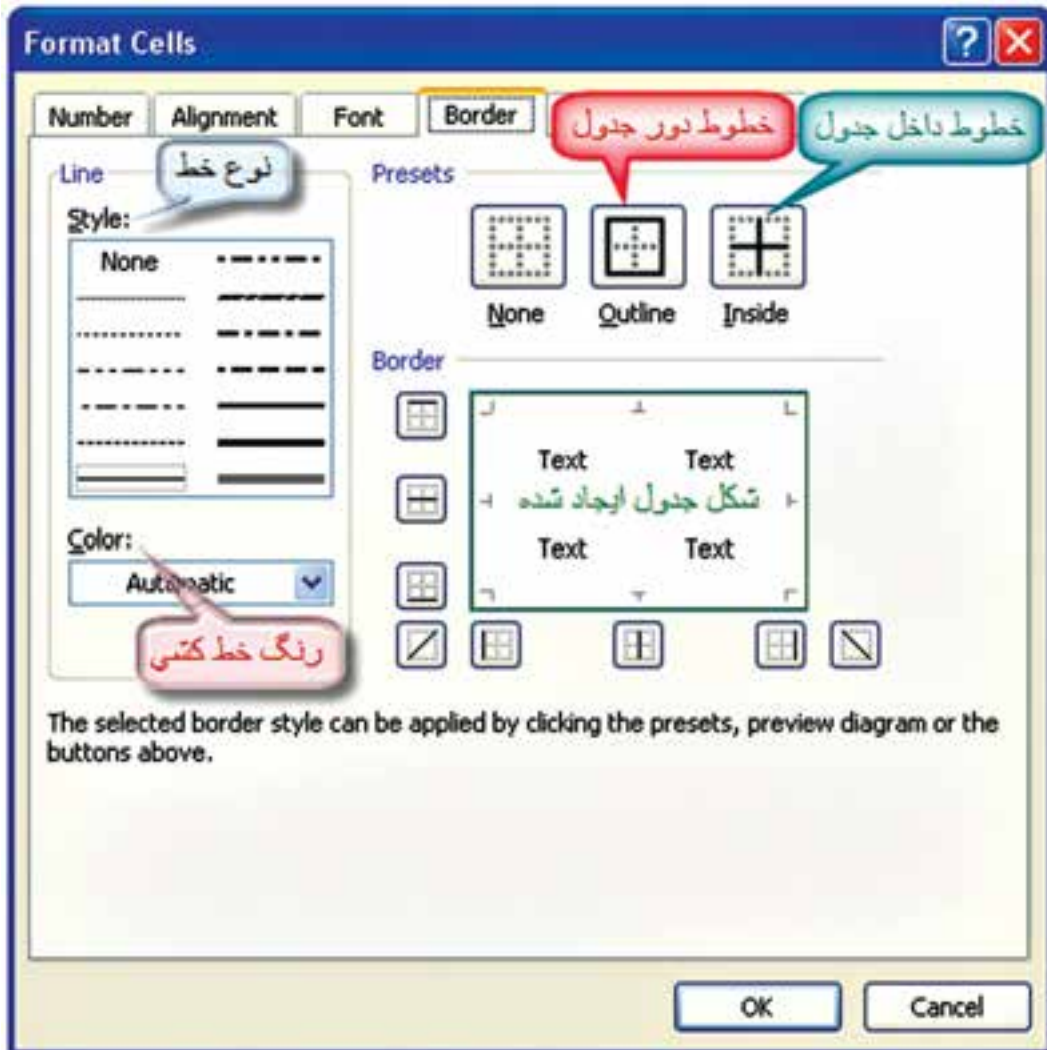 Format Cells
Number Alignment Font Border
خطوط دور جدول
خطوط داخل جدول
Line
نوع خط
Presets
Style:
None
None Outline Inside
Border
Text Text
شکل جدول ایجاد شده
Text Text
Color:
Automatic
رنگ خط کشی
The selected border style can be applied by clicking the presets, preview diagram or the
buttons above.
OK Cancel